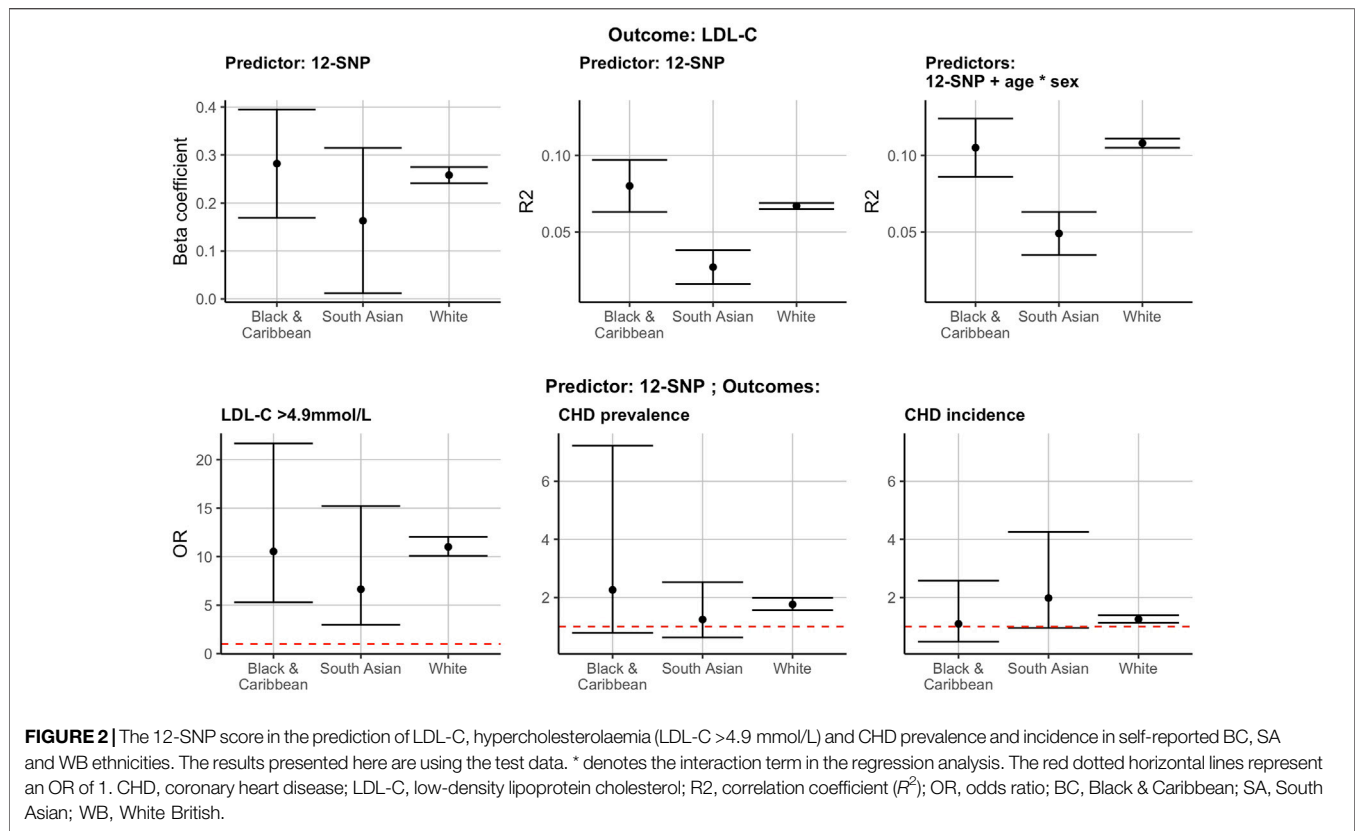 Outcome: LDL-C
Predictor: 12-SNP
Beta coefficient
0.4
0.3
0.2
0.1
0.0
Black &
Caribbean
South Asian
White
Predictor: 12-SNP
R2
0.10
0.05
Black &
Caribbean
South Asian
White
Predictors:
12-SNP + age * sex
R2
0.10
0.05
Black &
Caribbean
South Asian
White
Predictor: 12-SNP ; Outcomes:
LDL-C >4.9mmol/L
OR
20
15
10
5
0
Black &
Caribbean
South Asian
White
CHD prevalence
6
4
2
Black &
Caribbean
South Asian
White
CHD incidence
6
4
2
Black &
Caribbean
South Asian
White
FIGURE 2 | The 12-SNP score in the prediction of LDL-C, hypercholesterolaemia (LDL-C >4.9 mmol/L) and CHD prevalence and incidence in self-reported BC, SA
and WB ethnicities. The results presented here are using the test data. * denotes the interaction term in the regression analysis. The red dotted horizontal lines represent
an OR of 1. CHD, coronary heart disease; LDL-C, low-density lipoprotein cholesterol; R2, correlation coefficient (R²); OR, odds ratio; BC, Black & Caribbean; SA, South
Asian; WB, White British.